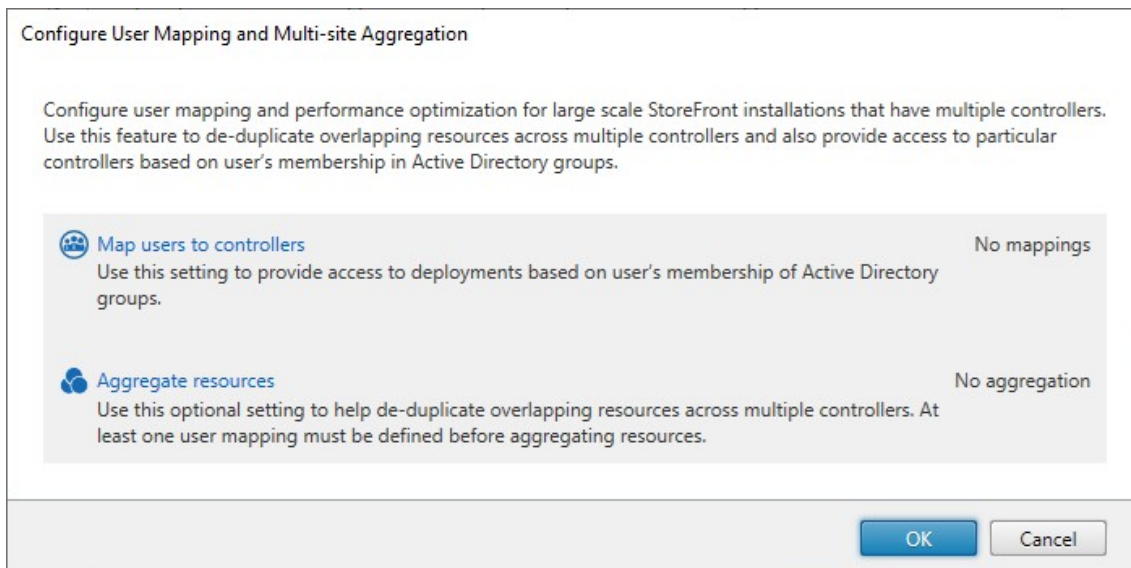 Configure User Mapping and Multi-site Aggregation
Configure user mapping and performance optimization for large scale StoreFront installations that have multiple controllers.
Use this feature to de-duplicate overlapping resources across multiple controllers and also provide access to particular
controllers based on user's membership in Active Directory groups.
Map users to controllers
No mappings
Use this setting to provide access to deployments based on user's membership of Active Directory
groups.
Aggregate resources
No aggregation
Use this optional setting to help de-duplicate overlapping resources across multiple controllers. At
least one user mapping must be defined before aggregating resources.
OK
Cancel